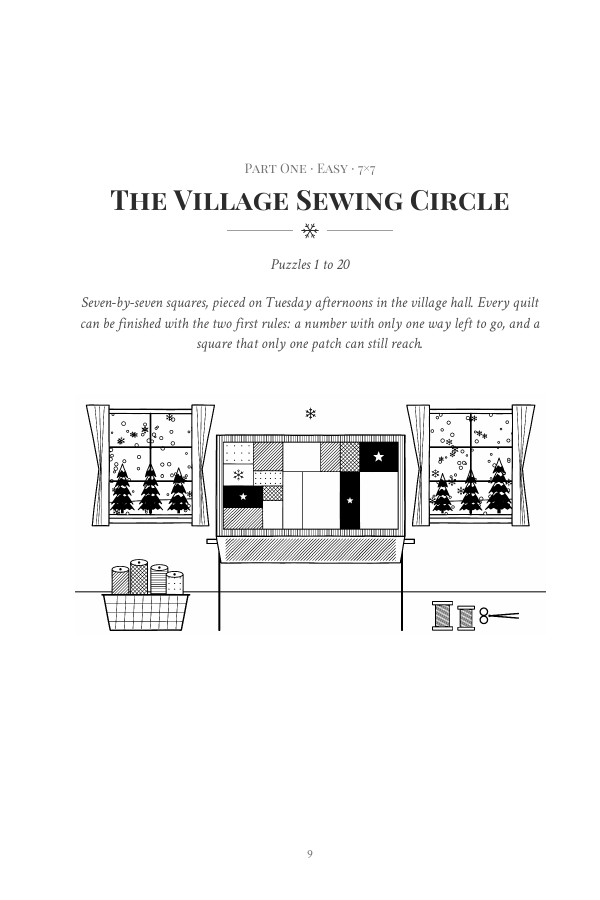 Part One · Easy · 7×7
The Village Sewing Circle
Puzzles 1 to 20
Seven-by-seven squares, pieced on Tuesday afternoons in the village hall. Every quilt
can be finished with the two first rules: a number with only one way left to go, and a
square that only one patch can still reach.
9